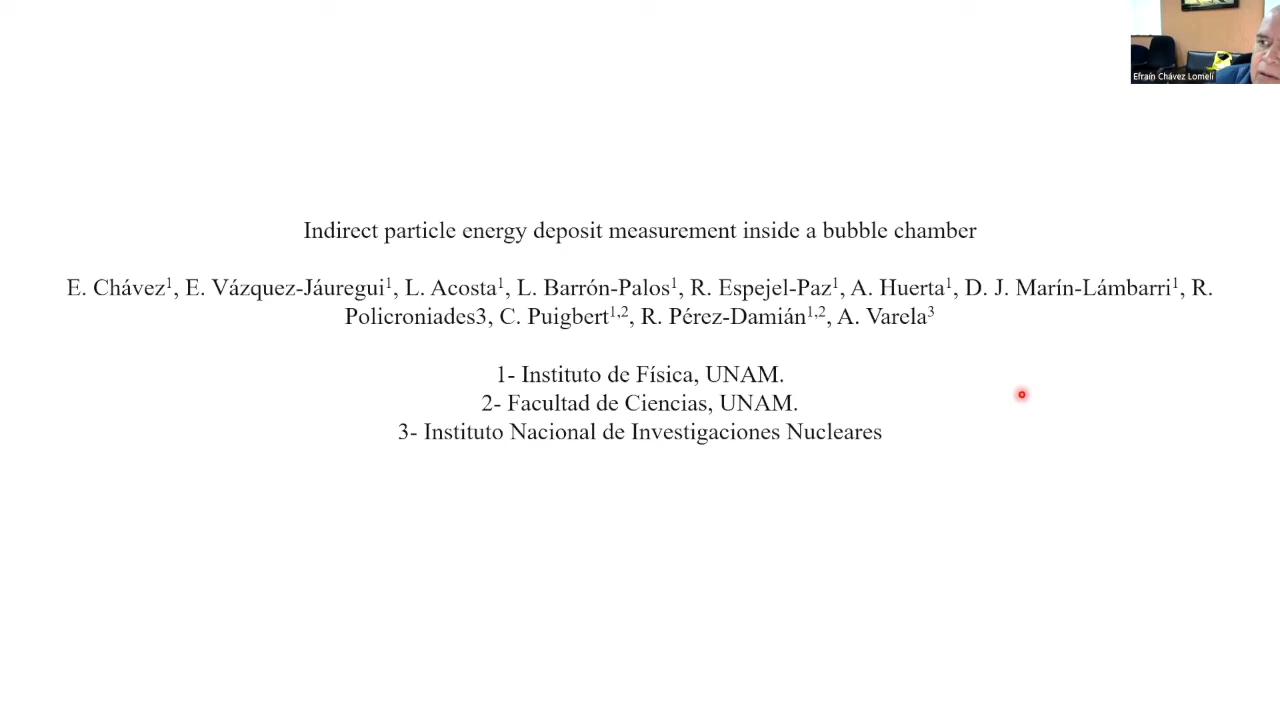 Efraín Chávez Lomelí
Indirect particle energy deposit measurement inside a bubble chamber
E. Chávez¹, E. Vázquez-Jáuregui¹, L. Acosta¹, L. Barrón-Palos¹, R. Espejel-Paz¹, A. Huerta¹, D. J. Marín-Lámbarri¹, R.
Policroniades3, C. Puigbert¹,², R. Pérez-Damián¹,², A. Varela³
1- Instituto de Física, UNAM.
2- Facultad de Ciencias, UNAM.
3- Instituto Nacional de Investigaciones Nucleares